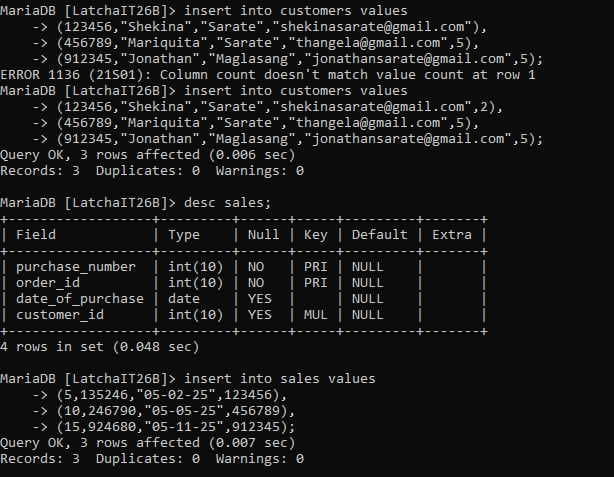 MariaDB [LatchaIT26B]> insert into customers values
    -> (123456,"Shekina","Sarate","shekinasarate@gmail.com"),
    -> (456789,"Mariquita","Sarate","thangela@gmail.com",5),
    -> (912345,"Jonathan","Maglasang","jonathansarate@gmail.com",5);
ERROR 1136 (21S01): Column count doesn't match value count at row 1
MariaDB [LatchaIT26B]> insert into customers values
    -> (123456,"Shekina","Sarate","shekinasarate@gmail.com",2),
    -> (456789,"Mariquita","Sarate","thangela@gmail.com",5),
    -> (912345,"Jonathan","Maglasang","jonathansarate@gmail.com",5);
Query OK, 3 rows affected (0.006 sec)
Records: 3  Duplicates: 0  Warnings: 0

MariaDB [LatchaIT26B]> desc sales;
+------------------+---------+------+-----+---------+-------+
| Field            | Type    | Null | Key | Default | Extra |
+------------------+---------+------+-----+---------+-------+
| purchase_number  | int(10) | NO   | PRI | NULL    |       |
| order_id         | int(10) | NO   | PRI | NULL    |       |
| date_of_purchase | date    | YES  |     | NULL    |       |
| customer_id      | int(10) | YES  | MUL | NULL    |       |
+------------------+---------+------+-----+---------+-------+
4 rows in set (0.048 sec)

MariaDB [LatchaIT26B]> insert into sales values
    -> (5,135246,"05-02-25",123456),
    -> (10,246790,"05-05-25",456789),
    -> (15,924680,"05-11-25",912345);
Query OK, 3 rows affected (0.007 sec)
Records: 3  Duplicates: 0  Warnings: 0